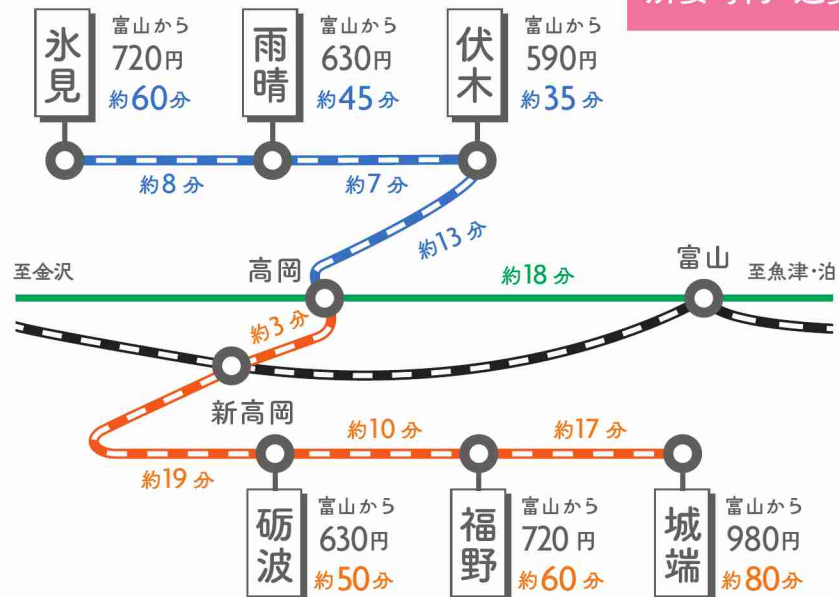 氷見
富山から
720円
約60分
雨晴
富山から
630円
約45分
伏木
富山から
590円
約35分
約8分
約7分
約13分
至金沢
高岡
約18分
富山
至魚津・泊
約3分
新高岡
約19分
約10分
約17分
砺波
富山から
630円
約50分
福野
富山から
720円
約60分
城端
富山から
980円
約80分